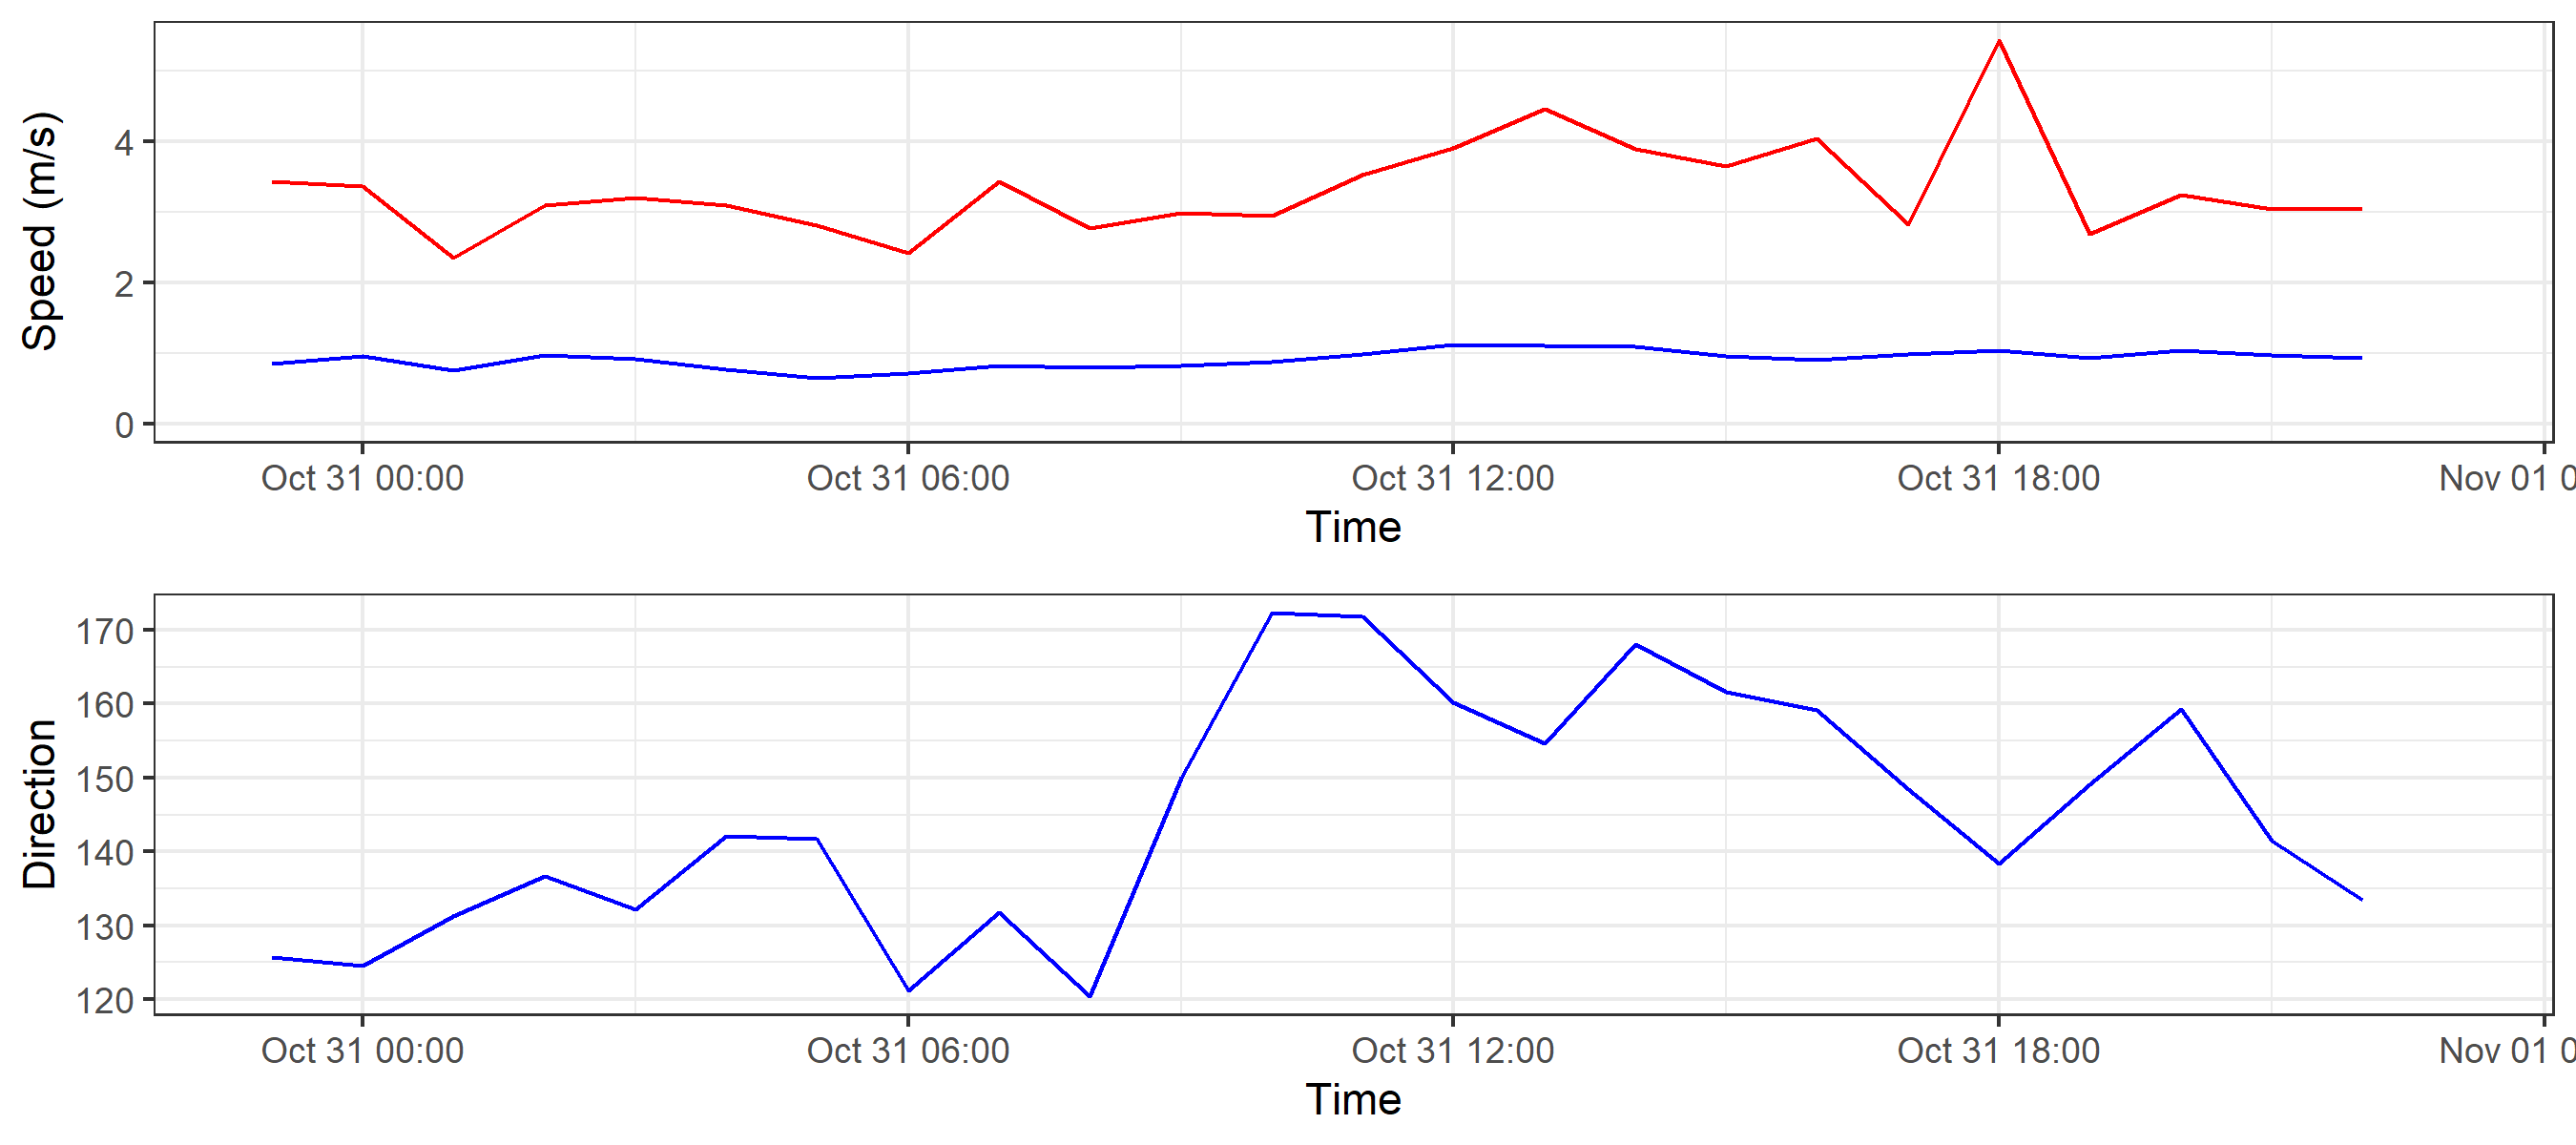 Speed (m/s)
4
2
0
Oct 31 00:00
Oct 31 06:00
Oct 31 12:00
Oct 31 18:00
Nov 01 0
Time
Direction
170
160
150
140
130
120
Oct 31 00:00
Oct 31 06:00
Oct 31 12:00
Oct 31 18:00
Nov 01 0
Time